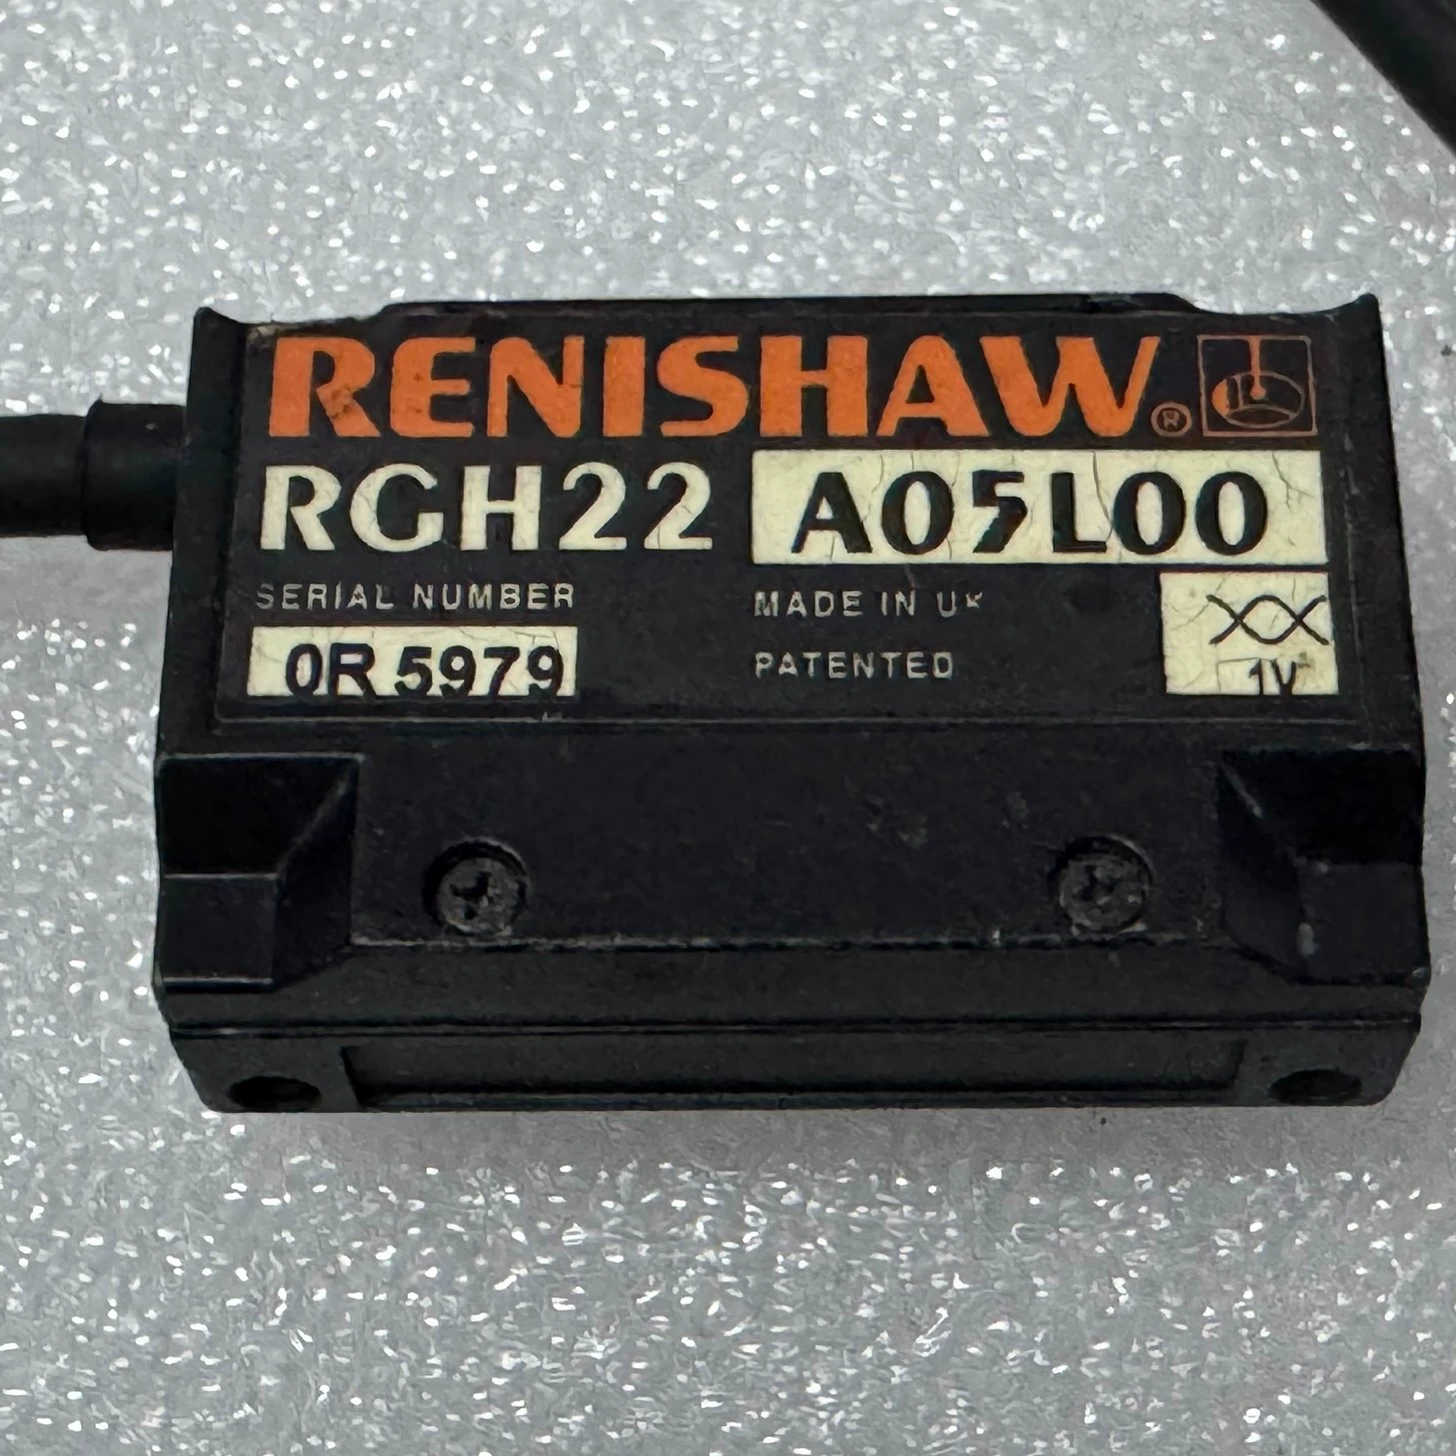 RENISHAW®
RGH22 A05L00
SERIAL NUMBER MADE IN UK
0R 5979 PATENTED 1V